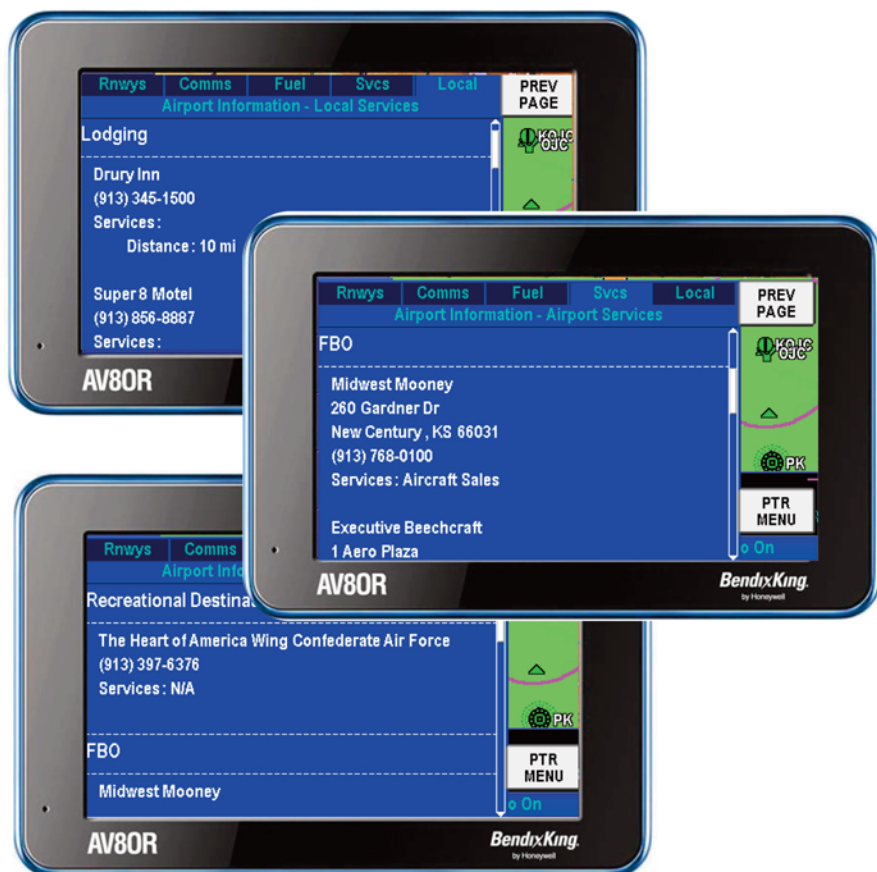 Rnwys Comms Fuel Svcs Local
Airport Information - Local Services
PREV
PAGE
Lodging
KOJC
OJC
Drury Inn
(913) 345-1500
Services:
Distance: 10 mi
Super 8 Motel
(913) 856-8887
Services:
AV8OR
Rnwys Comms Fuel Svcs Local
Airport Information - Airport Services
PREV
PAGE
FBO
KOJC
OJC
Midwest Mooney
260 Gardner Dr
New Century , KS 66031
(913) 768-0100
Services: Aircraft Sales
PK
PTR
MENU
Executive Beechcraft
1 Aero Plaza
o On
AV8OR
BendixKing.
by Honeywell
Rnwys Comms
Airport Info
Recreational Destina
The Heart of America Wing Confederate Air Force
(913) 397-6376
Services: N/A
PK
FBO
PTR
MENU
Midwest Mooney
o On
AV8OR
BendixKing.
by Honeywell